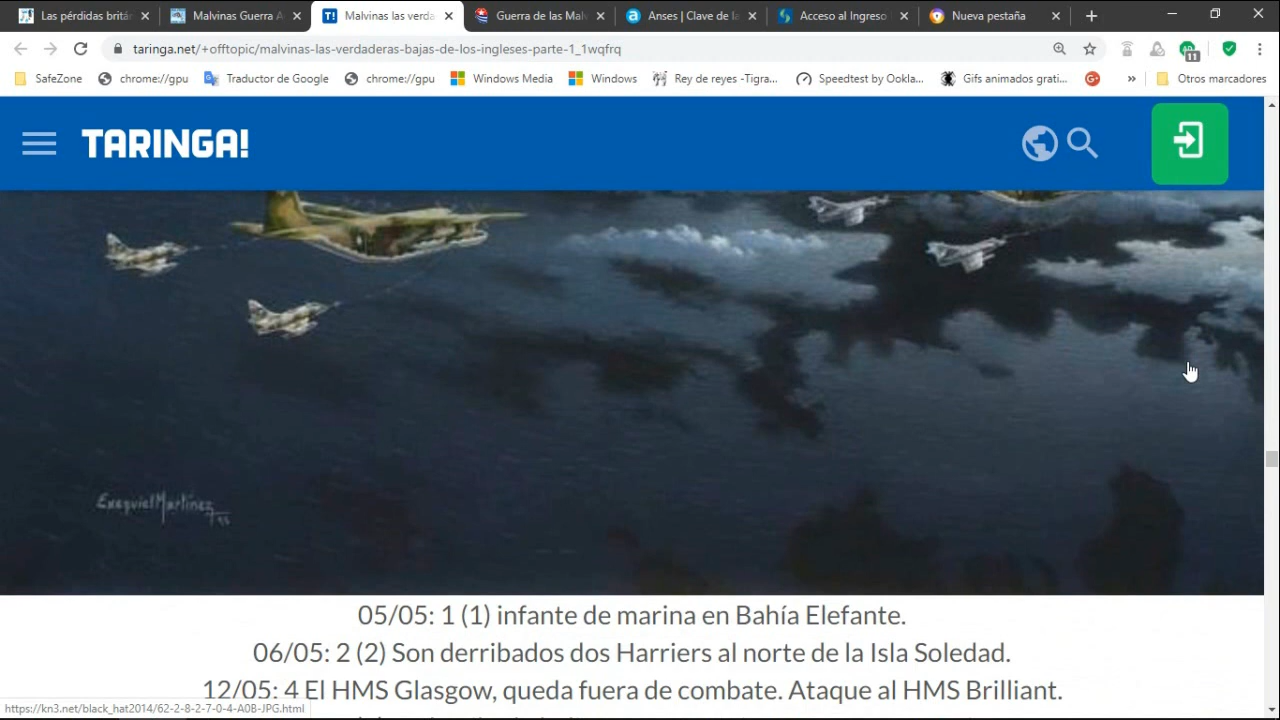 Las pérdidas britá
Malvinas Guerra A
Malvinas las verda
Guerra de las Mal
Anses | Clave de la
Acceso al Ingreso
Nueva pestaña
taringa.net/+offtopic/malvinas-las-verdaderas-bajas-de-los-ingleses-parte-1_1wqfrq
11
SafeZone
chrome://gpu
Traductor de Google
chrome://gpu
Windows Media
Windows
Rey de reyes -Tigra...
Speedtest by Ookla...
Gifs animados grati...
»
Otros marcadores
TARINGA!
Exequiel Martínez
05/05: 1 (1) infante de marina en Bahía Elefante.
06/05: 2 (2) Son derribados dos Harriers al norte de la Isla Soledad.
12/05: 4 El HMS Glasgow, queda fuera de combate. Ataque al HMS Brilliant.
https://kn3.net/black_hat2014/62-2-8-2-7-0-4-A0B-JPG.html